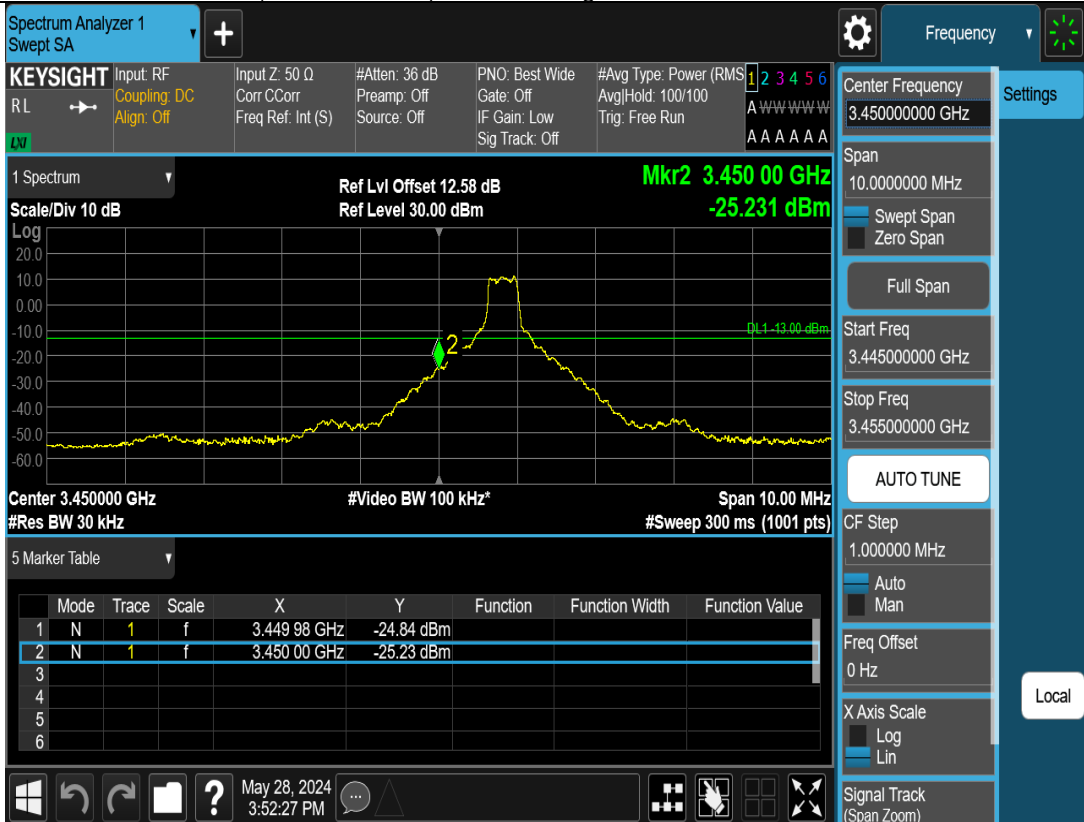 Spectrum Analyzer 1
Swept SA
Frequency
KEYSIGHT
R L
LXI
Input: RF
Coupling: DC
Align: Off
Input Z: 50 Ω
Corr CCorr
Freq Ref: Int (S)
#Atten: 36 dB
Preamp: Off
Source: Off
PNO: Best Wide
Gate: Off
IF Gain: Low
Sig Track: Off
#Avg Type: Power (RMS
Avg|Hold: 100/100
Trig: Free Run
1 2 3 4 5 6
A W W W W W
A A A A A A
1 Spectrum
Scale/Div 10 dB
Ref Lvl Offset 12.58 dB
Ref Level 30.00 dBm
Mkr2 3.450 00 GHz
-25.231 dBm
Log
20.0
10.0
0.00
-10.0
-20.0
-30.0
-40.0
-50.0
-60.0
2
DL1 -13.00 dBm
Center 3.450000 GHz
#Video BW 100 kHz*
Span 10.00 MHz
#Res BW 30 kHz
#Sweep 300 ms (1001 pts)
5 Marker Table
Mode Trace Scale X Y Function Function Width Function Value
1 N 1 f 3.449 98 GHz -24.84 dBm
2 N 1 f 3.450 00 GHz -25.23 dBm
3
4
5
6
May 28, 2024
3:52:27 PM
?
Center Frequency
3.450000000 GHz
Settings
Span
10.0000000 MHz
Swept Span
Zero Span
Full Span
Start Freq
3.445000000 GHz
Stop Freq
3.455000000 GHz
AUTO TUNE
CF Step
1.000000 MHz
Auto
Man
Freq Offset
0 Hz
Local
X Axis Scale
Log
Lin
Signal Track
(Span Zoom)